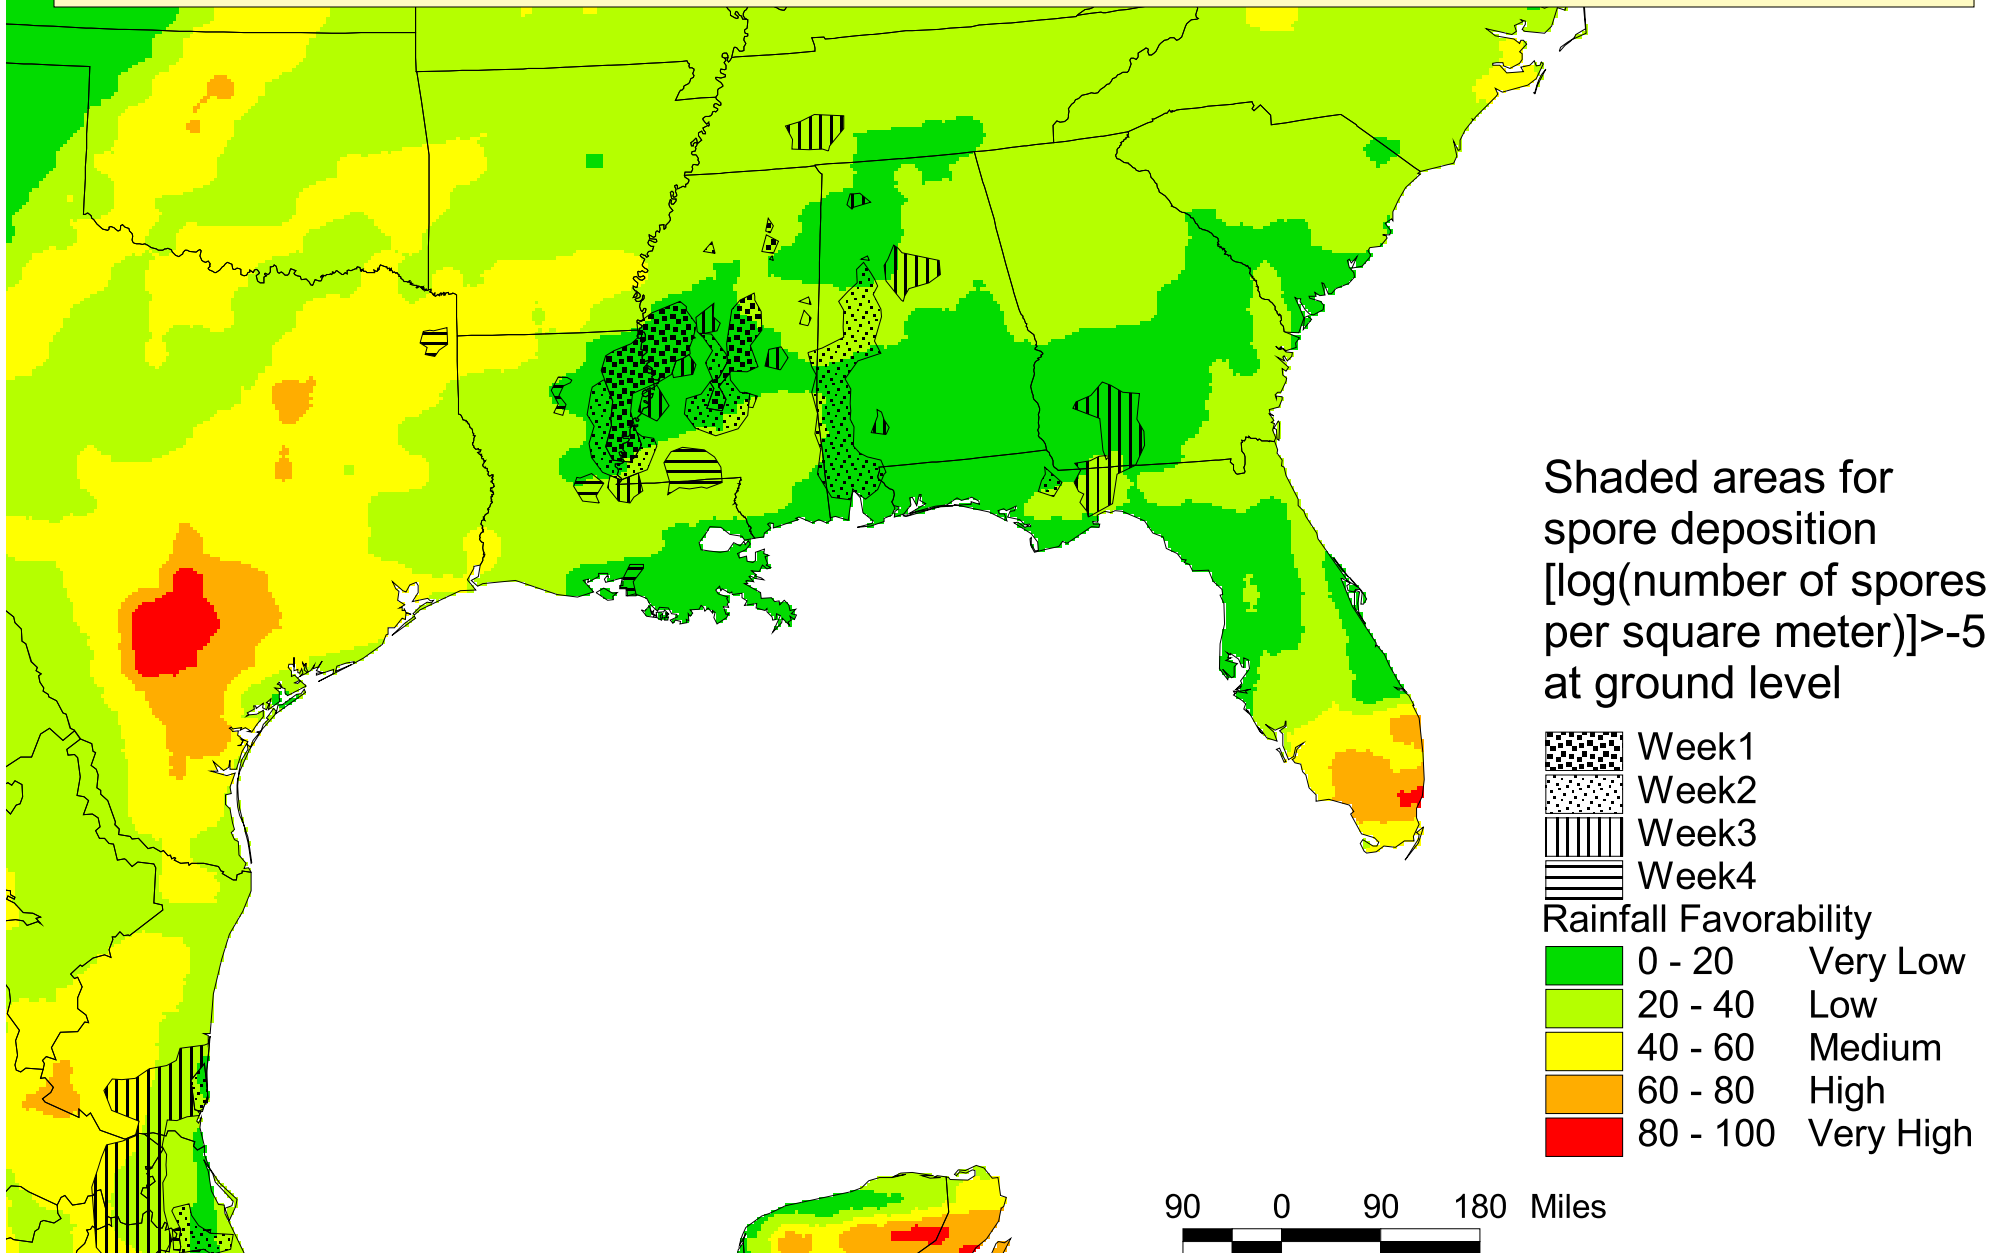 Shaded areas for
spore deposition
[log(number of spores
per square meter)]>-5
at ground level
Week1
Week2
Week3
Week4
Rainfall Favorability
0 - 20 Very Low
20 - 40 Low
40 - 60 Medium
60 - 80 High
80 - 100 Very High
90 0 90 180 Miles